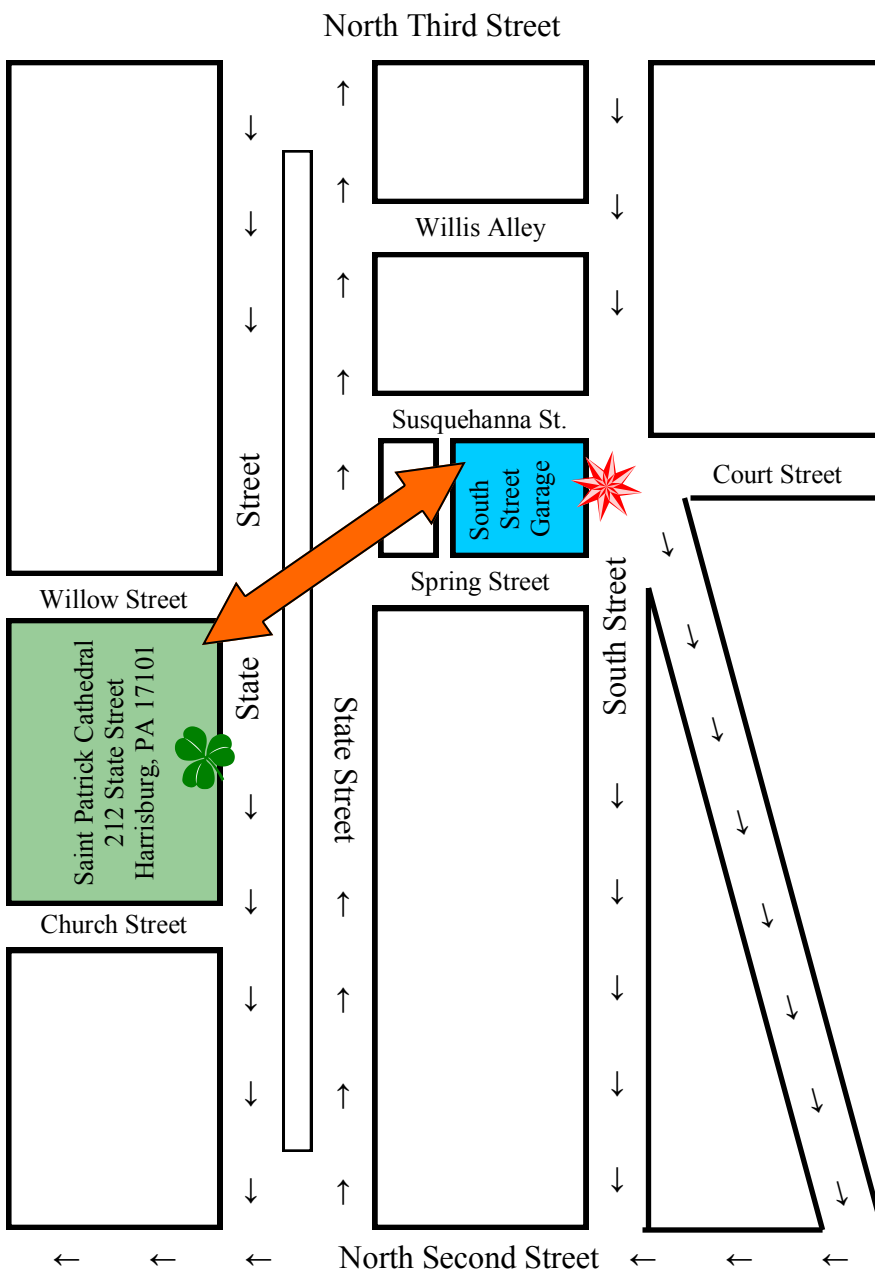 North Third Street
Willis Alley
Susquehanna St.
Street
South
Street
Garage
Court Street
Willow Street
Spring Street
South Street
Saint Patrick Cathedral
212 State Street
Harrisburg, PA 17101
State
State Street
Church Street
North Second Street